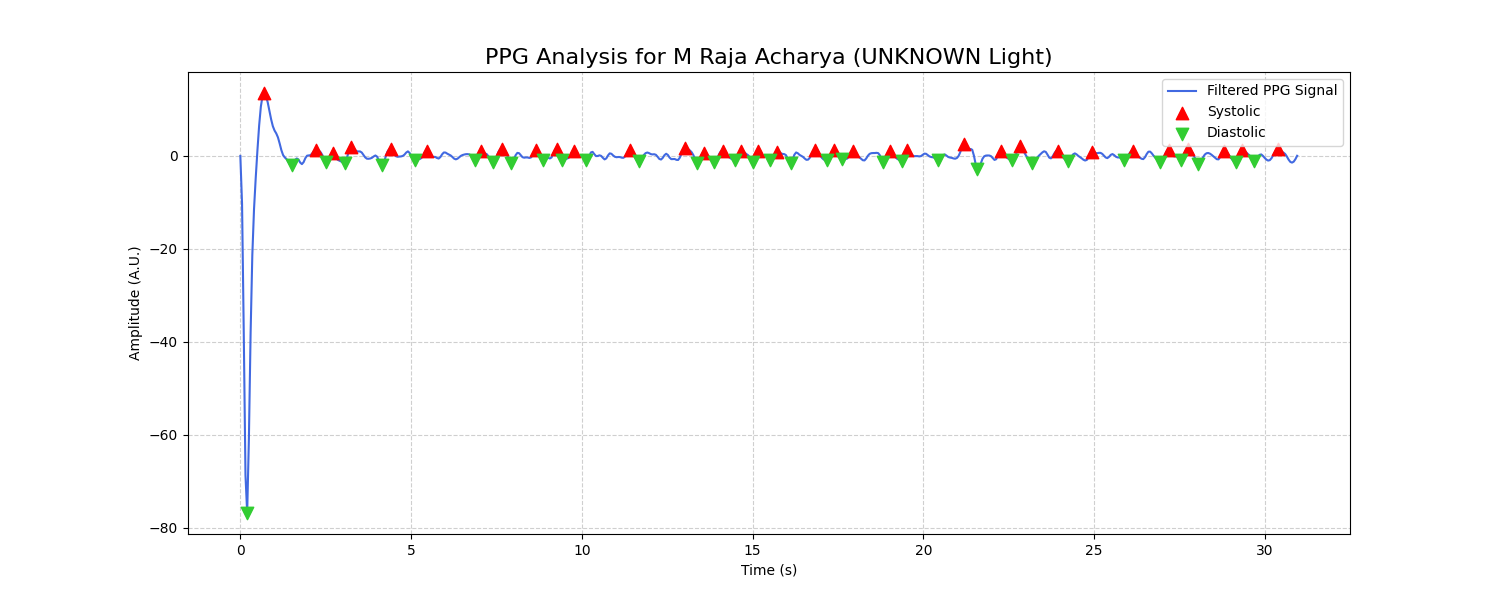 PPG Analysis for M Raja Acharya (UNKNOWN Light)
Filtered PPG Signal
Systolic
Diastolic
Amplitude (A.U.)
0
−20
−40
−60
−80
0 5 10 15 20 25 30
Time (s)